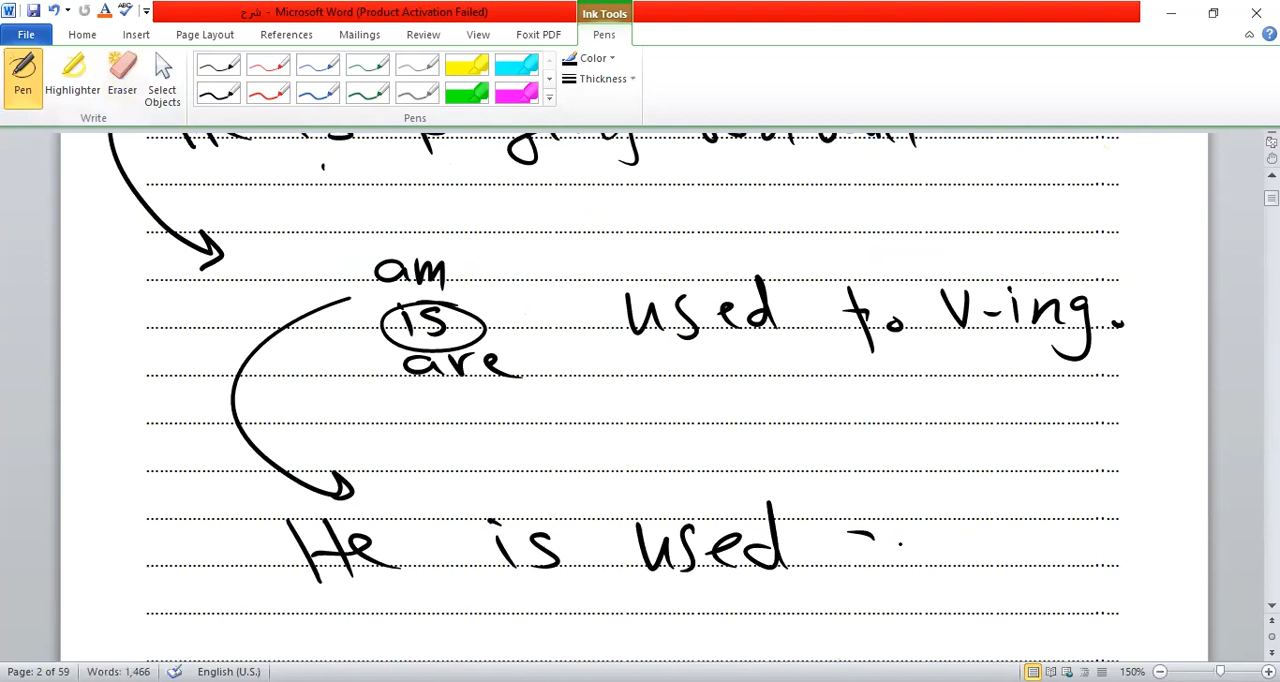 شرح - Microsoft Word (Product Activation Failed)
Ink Tools
File Home Insert Page Layout References Mailings Review View Foxit PDF Pens
Pen Highlighter Eraser Select Objects
Color
Thickness
Write Pens
He is
am
is used to V-ing.
are
He is used
Page: 2 of 59 Words: 1,466 English (U.S.) 150%